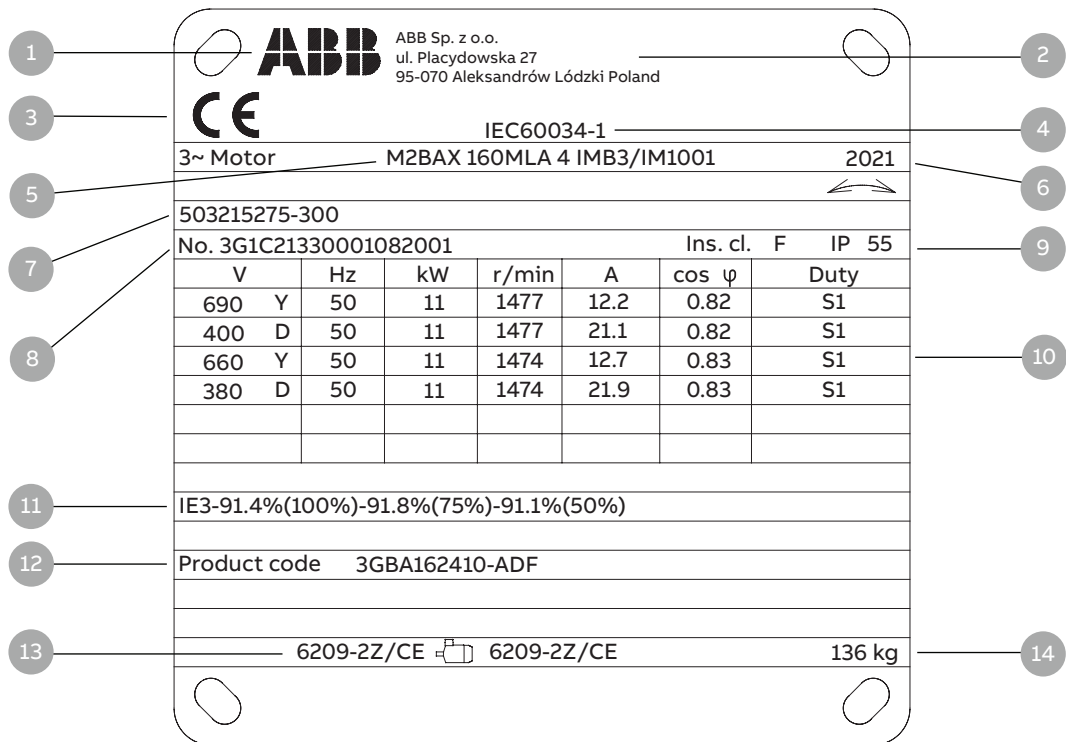 ABB
ABB Sp. z o.o.
ul. Placydowska 27
95-070 Aleksandrów Lódzki Poland
1
2
3
CE
IEC60034-1
4
3~ Motor M2BAX 160MLA 4 IMB3/IM1001 2021
5
6
503215275-300
7
No. 3G1C21330001082001 Ins. cl. F IP 55
9
V Hz kW r/min A cos φ Duty
690 Y 50 11 1477 12.2 0.82 S1
400 D 50 11 1477 21.1 0.82 S1
8
660 Y 50 11 1474 12.7 0.83 S1
10
380 D 50 11 1474 21.9 0.83 S1
11
IE3-91.4%(100%)-91.8%(75%)-91.1%(50%)
12
Product code 3GBA162410-ADF
13
6209-2Z/CE 6209-2Z/CE 136 kg
14